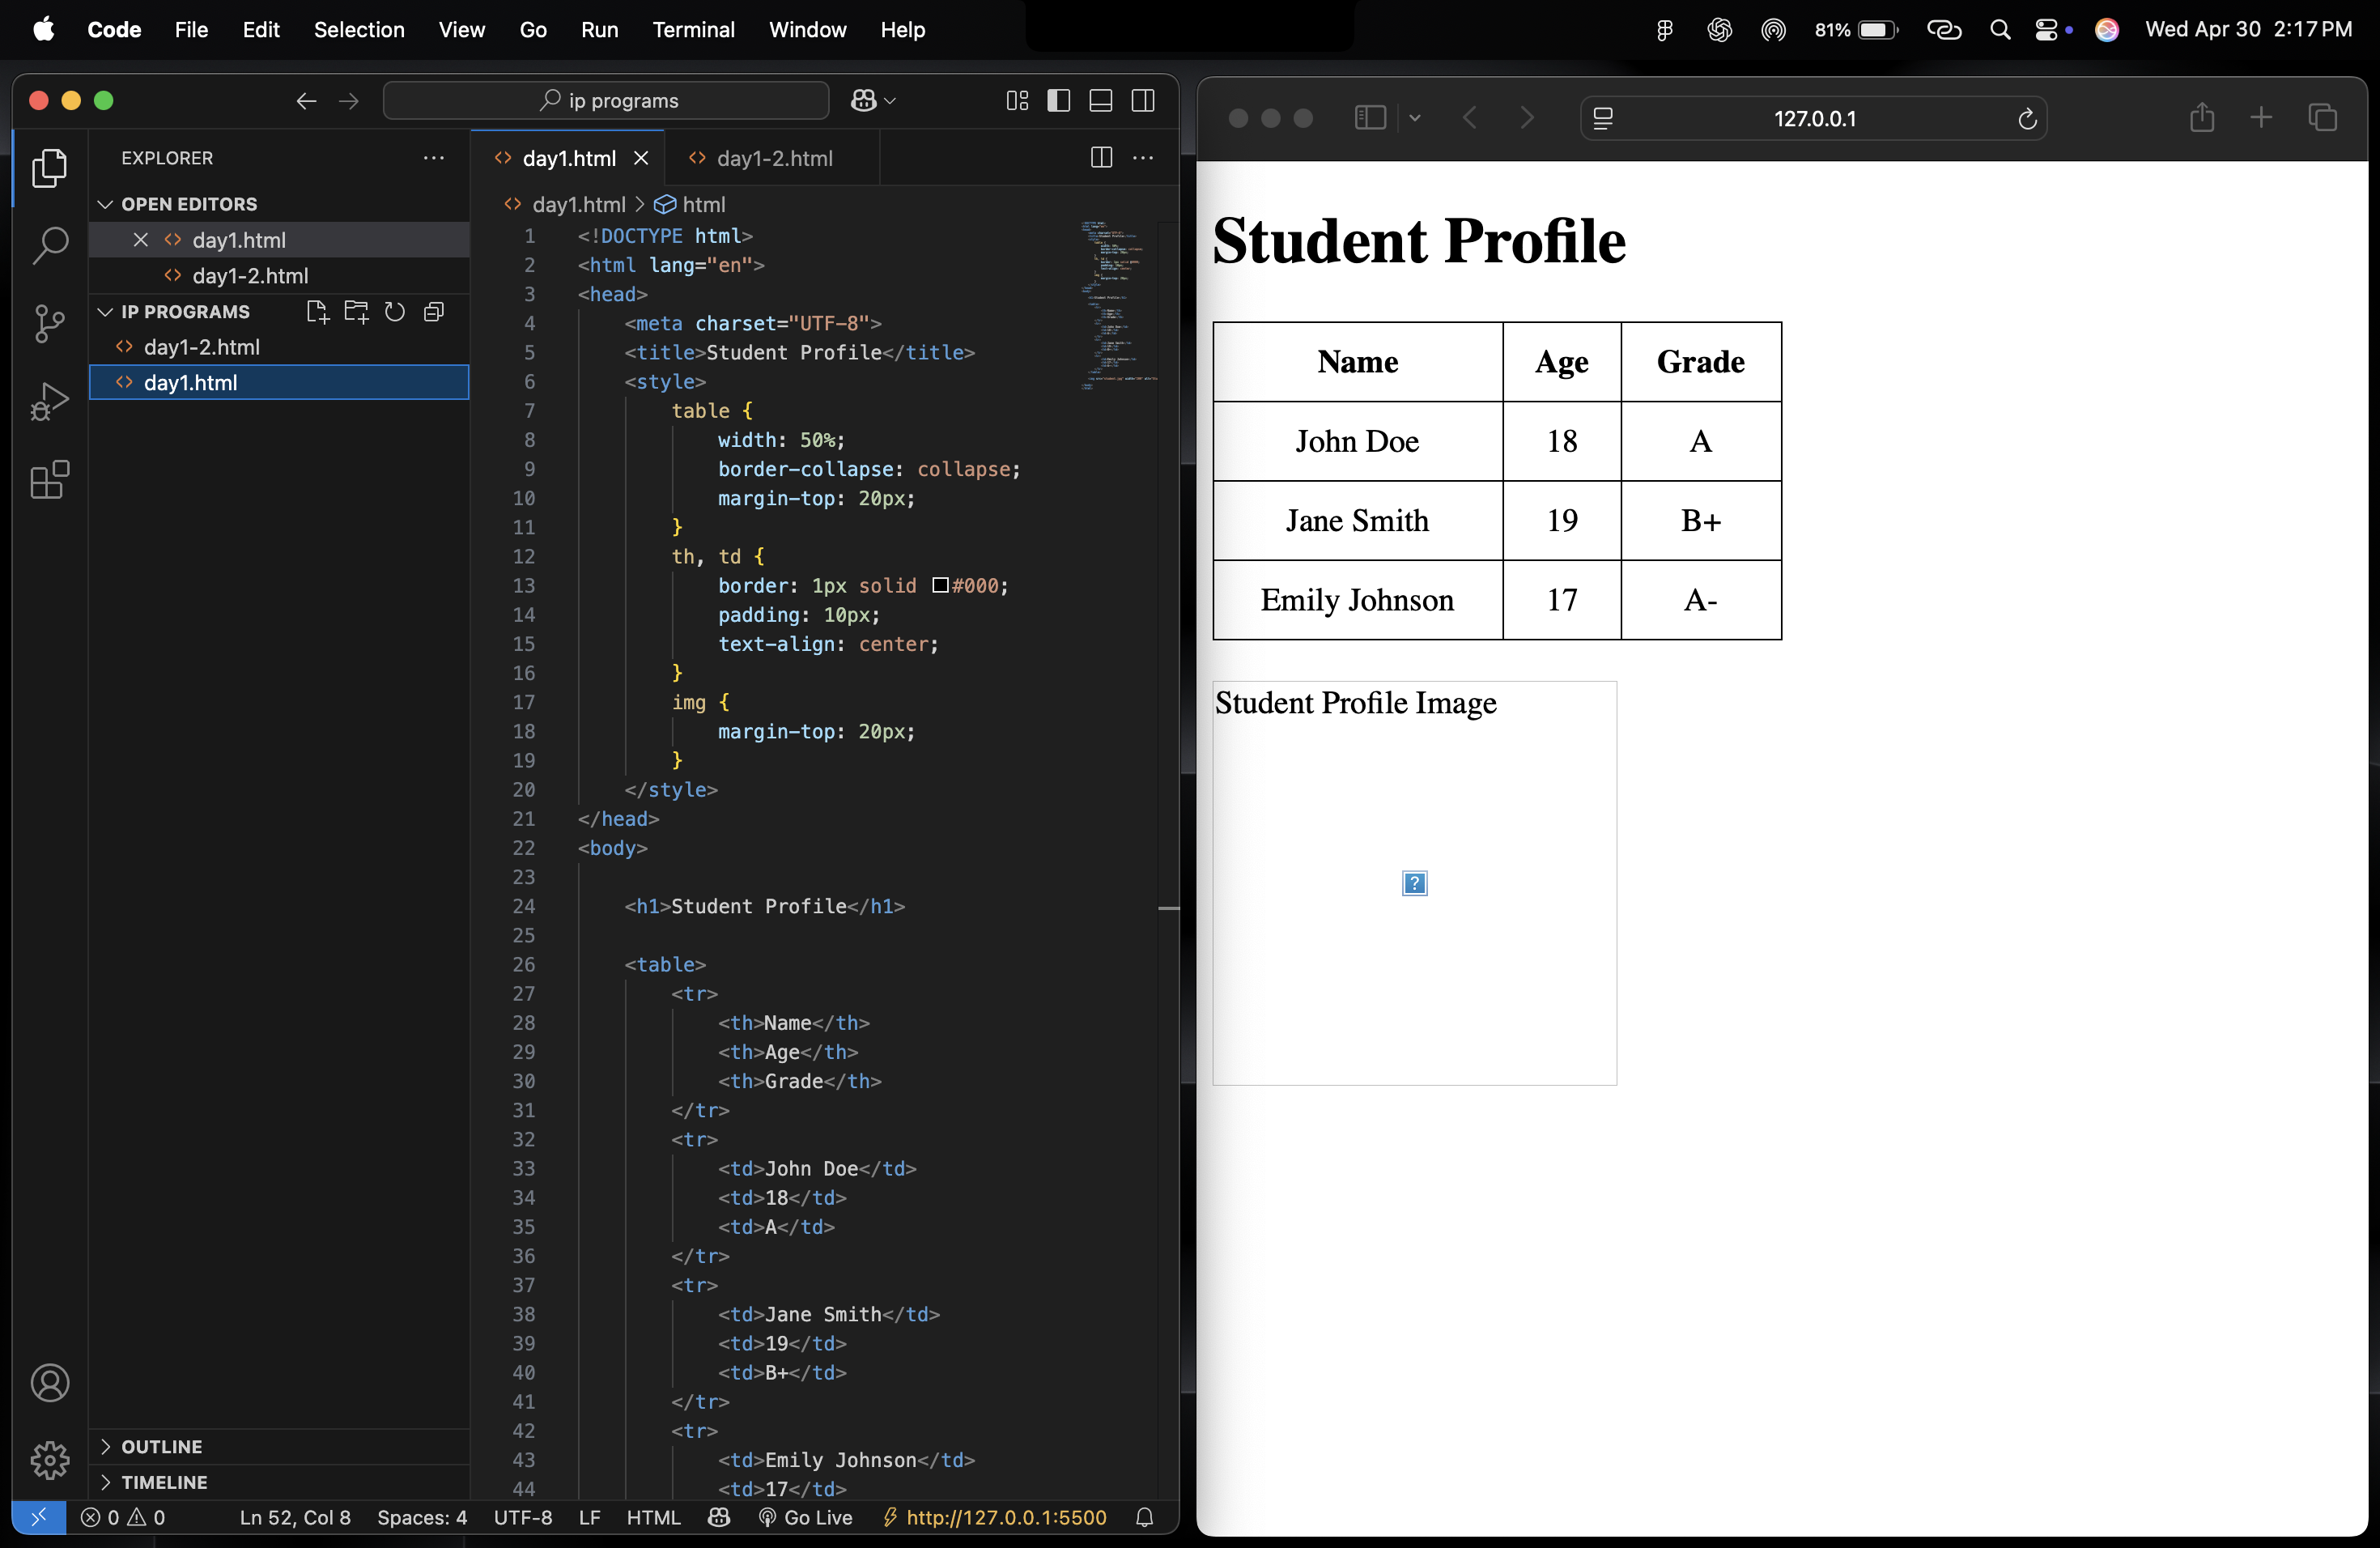 Code File Edit Selection View Go Run Terminal Window Help
81% Wed Apr 30 2:17 PM
ip programs
EXPLORER
OPEN EDITORS
day1.html
day1-2.html
IP PROGRAMS
day1-2.html
day1.html
OUTLINE
TIMELINE
day1.html
day1-2.html
day1.html > html
1 <!DOCTYPE html>
2 <html lang="en">
3 <head>
4 <meta charset="UTF-8">
5 <title>Student Profile</title>
6 <style>
7 table {
8 width: 50%;
9 border-collapse: collapse;
10 margin-top: 20px;
11 }
12 th, td {
13 border: 1px solid #000;
14 padding: 10px;
15 text-align: center;
16 }
17 img {
18 margin-top: 20px;
19 }
20 </style>
21 </head>
22 <body>
23
24 <h1>Student Profile</h1>
25
26 <table>
27 <tr>
28 <th>Name</th>
29 <th>Age</th>
30 <th>Grade</th>
31 </tr>
32 <tr>
33 <td>John Doe</td>
34 <td>18</td>
35 <td>A</td>
36 </tr>
37 <tr>
38 <td>Jane Smith</td>
39 <td>19</td>
40 <td>B+</td>
41 </tr>
42 <tr>
43 <td>Emily Johnson</td>
44 <td>17</td>
0 0 Ln 52, Col 8 Spaces: 4 UTF-8 LF HTML Go Live http://127.0.0.1:5500
127.0.0.1
Student Profile
Name Age Grade
John Doe 18 A
Jane Smith 19 B+
Emily Johnson 17 A-
Student Profile Image
?